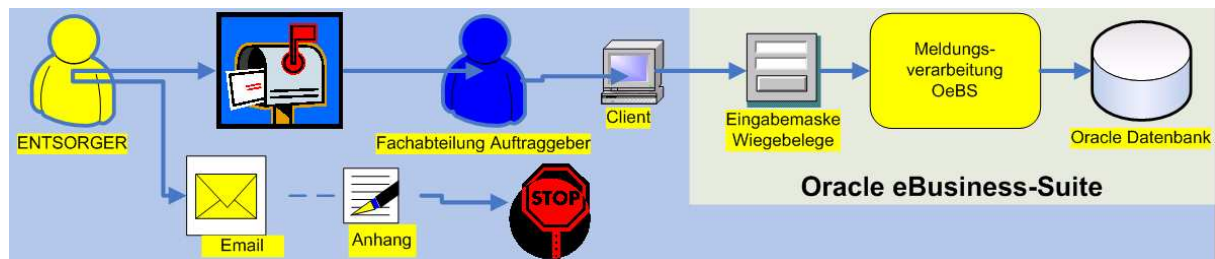 ENTSORGER
Fachabteilung Auftraggeber
Client
Eingabemaske
Wiegebelege
Meldungs-
verarbeitung
OeBS
Oracle Datenbank
Email
Anhang
STOP
Oracle eBusiness-Suite